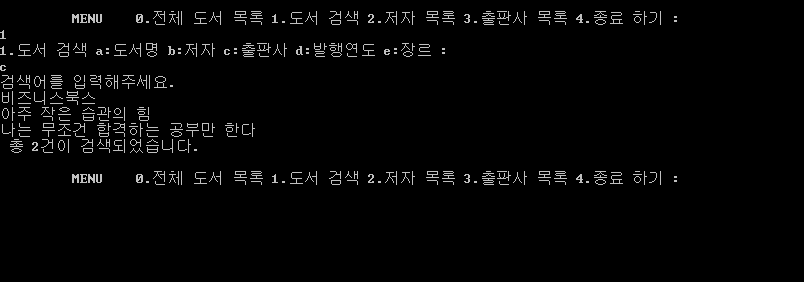 MENU 0.전체 도서 목록 1.도서 검색 2.저자 목록 3.출판사 목록 4.종료 하기 :
1
1.도서 검색 a:도서명 b:저자 c:출판사 d:발행연도 e:장르 :
c
검색어를 입력해주세요.
비즈니스북스
아주 작은 습관의 힘
나는 무조건 합격하는 공부만 한다
총 2건이 검색되었습니다.
MENU 0.전체 도서 목록 1.도서 검색 2.저자 목록 3.출판사 목록 4.종료 하기 :